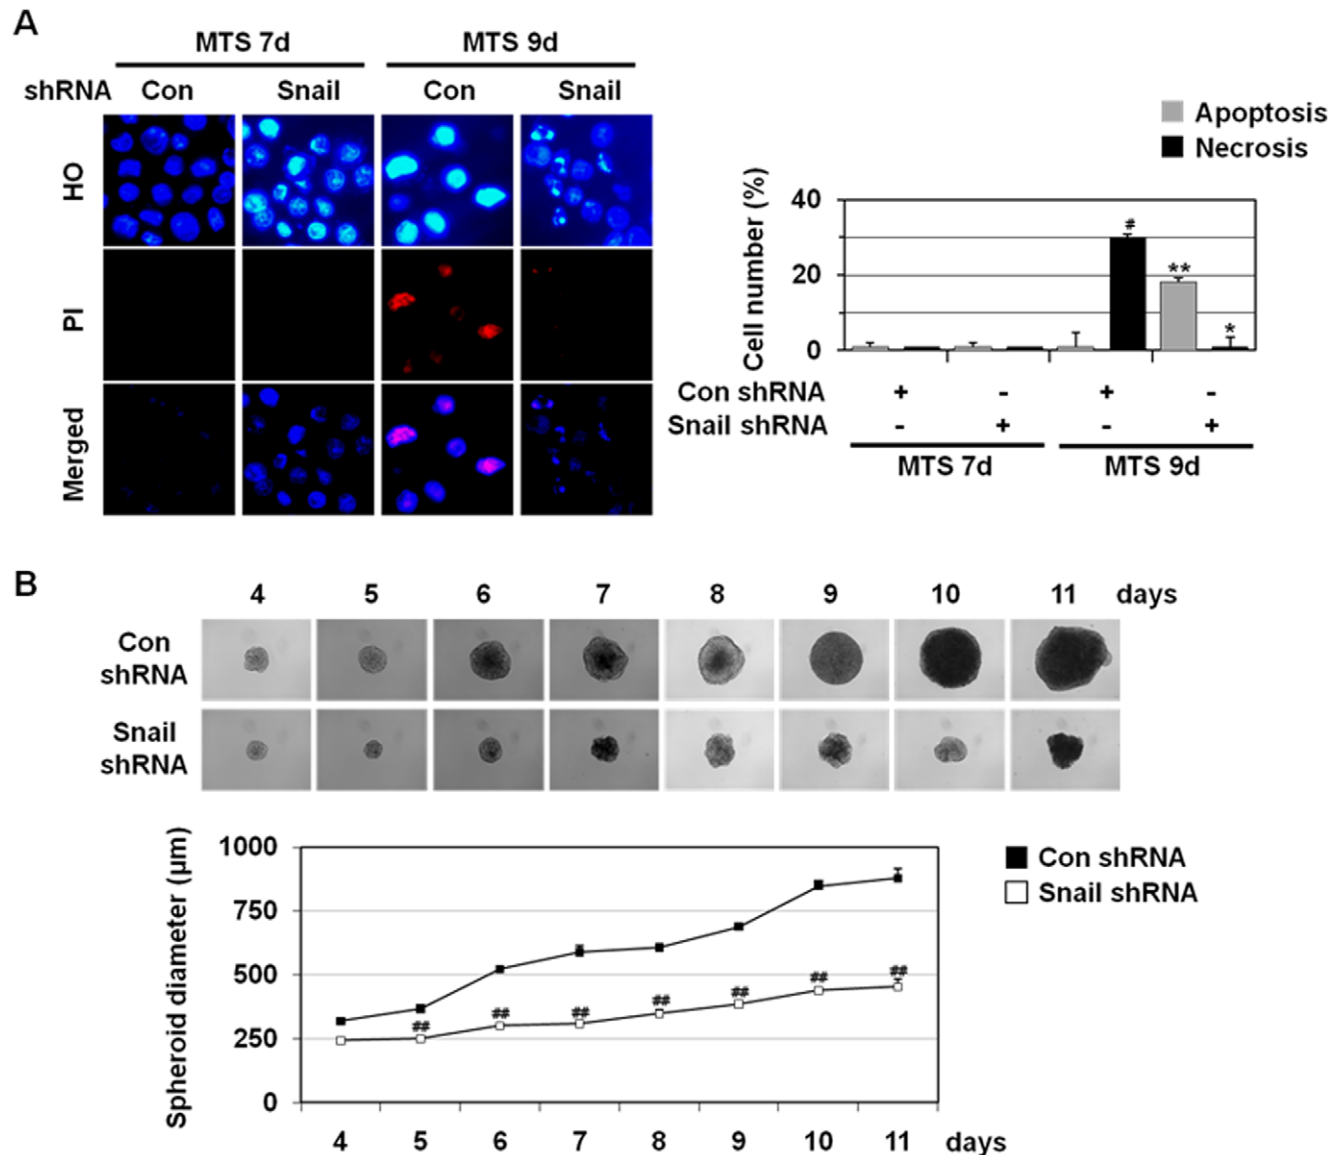 A
MTS 7d MTS 9d
shRNA Con Snail Con Snail
HO
PI
Merged
Apoptosis
Necrosis
Cell number (%)
40
20
0
#
**
*
Con shRNA + - + -
Snail shRNA - + - +
MTS 7d MTS 9d
B
4 5 6 7 8 9 10 11 days
Con
shRNA
Snail
shRNA
Spheroid diameter (μm)
1000
750
500
250
0
## ## ## ## ## ## ##
4 5 6 7 8 9 10 11 days
Con shRNA
Snail shRNA